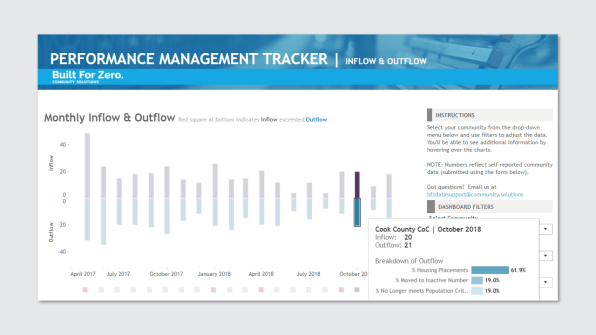 PERFORMANCE MANAGEMENT TRACKER | INFLOW & OUTFLOW
Built For Zero.
COMMUNITY SOLUTIONS
Monthly Inflow & Outflow Red square at bottom indicates Inflow exceeded Outflow
Inflow
40
20
0
0
Outflow
-20
-40
April 2017 July 2017 October 2017 January 2018 April 2018 July 2018 October 20
INSTRUCTIONS
Select your community from the drop-down
menu below and use filters to adjust the data.
You'll be able to see additional information by
hovering over the charts.
NOTE: Numbers reflect self-reported community
data (submitted using the form below).
Got questions? Email us at
bfzdatasupport@community.solutions
DASHBOARD FILTERS
Select Community
Cook County CoC | October 2018
Inflow: 20
Outflow: 21
Breakdown of Outflow
% Housing Placements 61.9%
% Moved to Inactive Number 19.0%
% No Longer meets Population Crit.. 19.0%